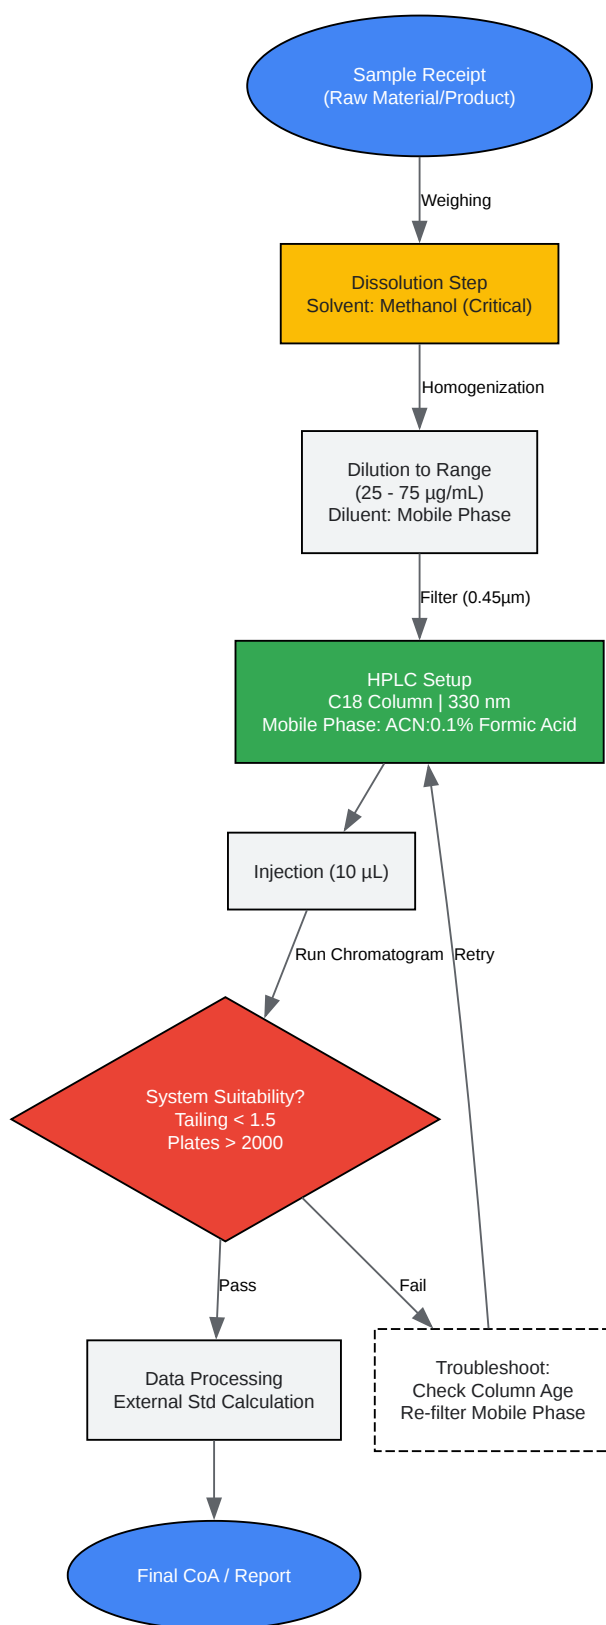 Sample Receipt
(Raw Material/Product)
Weighing
Dissolution Step
Solvent: Methanol (Critical)
Homogenization
Dilution to Range
(25 - 75 µg/mL)
Diluent: Mobile Phase
Filter (0.45µm)
HPLC Setup
C18 Column | 330 nm
Mobile Phase: ACN:0.1% Formic Acid
Injection (10 µL)
Run Chromatogram
Retry
System Suitability?
Tailing < 1.5
Plates > 2000
Pass
Fail
Data Processing
External Std Calculation
Troubleshoot:
Check Column Age
Re-filter Mobile Phase
Final CoA / Report